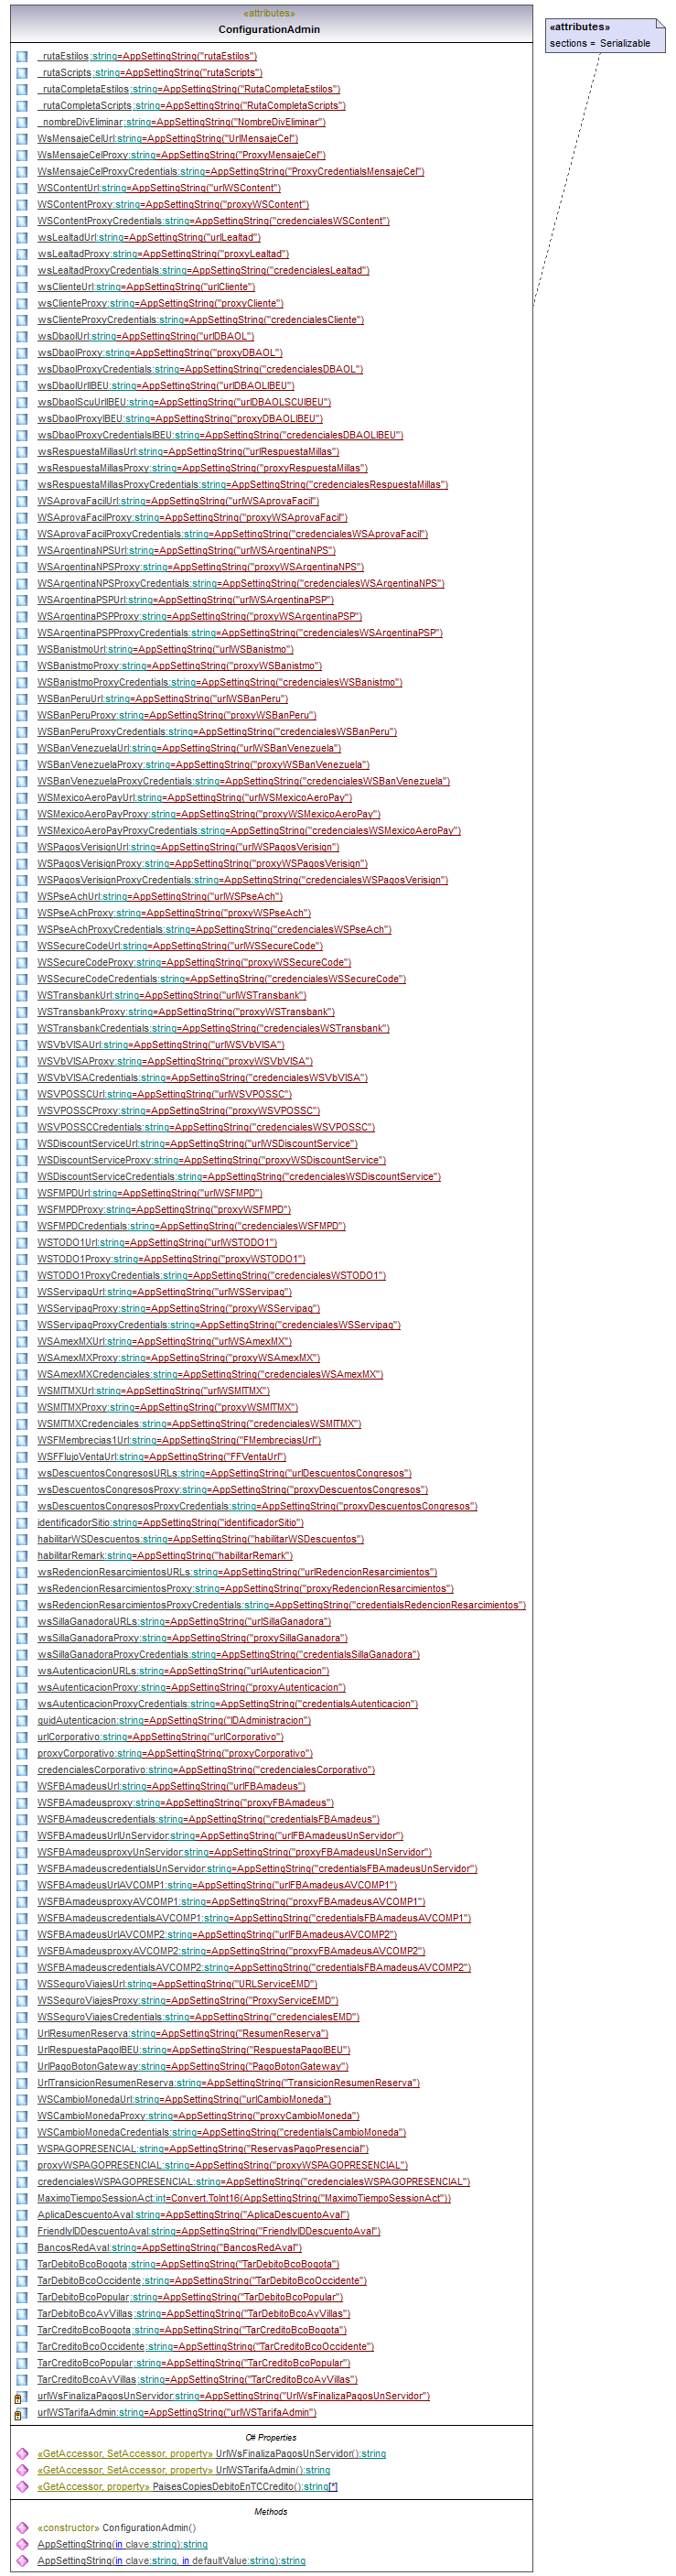 «attributes»
ConfigurationAdmin
«attributes»
sections = Serializable
_rutaEstilos:string=AppSettingString("rutaEstilos")
_rutaScripts:string=AppSettingString("rutaScripts")
_rutaCompletaEstilos:string=AppSettingString("RutaCompletaEstilos")
_rutaCompletaScripts:string=AppSettingString("RutaCompletaScripts")
_nombreDivEliminar:string=AppSettingString("NombreDivEliminar")
WsMensajeCelUrl:string=AppSettingString("UrlMensajeCel")
WsMensajeCelProxy:string=AppSettingString("ProxyMensajeCel")
WsMensajeCelProxyCredentials:string=AppSettingString("ProxyCredentialsMensajeCel")
WSContentUrl:string=AppSettingString("urlWSContent")
WSContentProxy:string=AppSettingString("proxyWSContent")
WSContentProxyCredentials:string=AppSettingString("credencialesWSContent")
wsLealtadUrl:string=AppSettingString("urlLealtad")
wsLealtadProxy:string=AppSettingString("proxyLealtad")
wsLealtadProxyCredentials:string=AppSettingString("credencialesLealtad")
wsClienteUrl:string=AppSettingString("urlCliente")
wsClienteProxy:string=AppSettingString("proxyCliente")
wsClienteProxyCredentials:string=AppSettingString("credencialesCliente")
wsDbaolUrl:string=AppSettingString("urlDBAOL")
wsDbaolProxy:string=AppSettingString("proxyDBAOL")
wsDbaolProxyCredentials:string=AppSettingString("credencialesDBAOL")
wsDbaolUrlIBEU:string=AppSettingString("urlDBAOLIBEU")
wsDbaolScuUrlIBEU:string=AppSettingString("urlDBAOLSCUIBEU")
wsDbaolProxyIBEU:string=AppSettingString("proxyDBAOLIBEU")
wsDbaolProxyCredentialsIBEU:string=AppSettingString("credencialesDBAOLIBEU")
wsRespuestaMillasUrl:string=AppSettingString("urlRespuestaMillas")
wsRespuestaMillasProxy:string=AppSettingString("proxyRespuestaMillas")
wsRespuestaMillasProxyCredentials:string=AppSettingString("credencialesRespuestaMillas")
WSAprovaFacilUrl:string=AppSettingString("urlWSAprovaFacil")
WSAprovaFacilProxy:string=AppSettingString("proxyWSAprovaFacil")
WSAprovaFacilProxyCredentials:string=AppSettingString("credencialesWSAprovaFacil")
WSArgentinaNPSUrl:string=AppSettingString("urlWSArgentinaNPS")
WSArgentinaNPSProxy:string=AppSettingString("proxyWSArgentinaNPS")
WSArgentinaNPSProxyCredentials:string=AppSettingString("credencialesWSArgentinaNPS")
WSArgentinaPSPUrl:string=AppSettingString("urlWSArgentinaPSP")
WSArgentinaPSPProxy:string=AppSettingString("proxyWSArgentinaPSP")
WSArgentinaPSPProxyCredentials:string=AppSettingString("credencialesWSArgentinaPSP")
WSBanistmoUrl:string=AppSettingString("urlWSBanistmo")
WSBanistmoProxy:string=AppSettingString("proxyWSBanistmo")
WSBanistmoProxyCredentials:string=AppSettingString("credencialesWSBanistmo")
WSBanPeruUrl:string=AppSettingString("urlWSBanPeru")
WSBanPeruProxy:string=AppSettingString("proxyWSBanPeru")
WSBanPeruProxyCredentials:string=AppSettingString("credencialesWSBanPeru")
WSBanVenezuelaUrl:string=AppSettingString("urlWSBanVenezuela")
WSBanVenezuelaProxy:string=AppSettingString("proxyWSBanVenezuela")
WSBanVenezuelaProxyCredentials:string=AppSettingString("credencialesWSBanVenezuela")
WSMexicoAeroPayUrl:string=AppSettingString("urlWSMexicoAeroPay")
WSMexicoAeroPayProxy:string=AppSettingString("proxyWSMexicoAeroPay")
WSMexicoAeroPayProxyCredentials:string=AppSettingString("credencialesWSMexicoAeroPay")
WSPagosVerisignUrl:string=AppSettingString("urlWSPagosVerisign")
WSPagosVerisignProxy:string=AppSettingString("proxyWSPagosVerisign")
WSPagosVerisignProxyCredentials:string=AppSettingString("credencialesWSPagosVerisign")
WSPseAchUrl:string=AppSettingString("urlWSPseAch")
WSPseAchProxy:string=AppSettingString("proxyWSPseAch")
WSPseAchProxyCredentials:string=AppSettingString("credencialesWSPseAch")
WSSecureCodeUrl:string=AppSettingString("urlWSSecureCode")
WSSecureCodeProxy:string=AppSettingString("proxyWSSecureCode")
WSSecureCodeCredentials:string=AppSettingString("credencialesWSSecureCode")
WSTransbankUrl:string=AppSettingString("urlWSTransbank")
WSTransbankProxy:string=AppSettingString("proxyWSTransbank")
WSTransbankCredentials:string=AppSettingString("credencialesWSTransbank")
WSVbVISAUrl:string=AppSettingString("urlWSVbVISA")
WSVbVISAProxy:string=AppSettingString("proxyWSVbVISA")
WSVbVISACredentials:string=AppSettingString("credencialesWSVbVISA")
WSVPOSSCUrl:string=AppSettingString("urlWSVPOSSC")
WSVPOSSCProxy:string=AppSettingString("proxyWSVPOSSC")
WSVPOSSCCredentials:string=AppSettingString("credencialesWSVPOSSC")
WSDiscountServiceUrl:string=AppSettingString("urlWSDiscountService")
WSDiscountServiceProxy:string=AppSettingString("proxyWSDiscountService")
WSDiscountServiceCredentials:string=AppSettingString("credencialesWSDiscountService")
WSFMPDUrl:string=AppSettingString("urlWSFMPD")
WSFMPDProxy:string=AppSettingString("proxyWSFMPD")
WSFMPDCredentials:string=AppSettingString("credencialesWSFMPD")
WSTODO1Url:string=AppSettingString("urlWSTODO1")
WSTODO1Proxy:string=AppSettingString("proxyWSTODO1")
WSTODO1ProxyCredentials:string=AppSettingString("credencialesWSTODO1")
WSServipagUrl:string=AppSettingString("urlWSServipag")
WSServipagProxy:string=AppSettingString("proxyWSServipag")
WSServipagProxyCredentials:string=AppSettingString("credencialesWSServipag")
WSAmexMXUrl:string=AppSettingString("urlWSAmexMX")
WSAmexMXProxy:string=AppSettingString("proxyWSAmexMX")
WSAmexMXCredenciales:string=AppSettingString("credencialesWSAmexMX")
WSMITMXUrl:string=AppSettingString("urlWSMITMX")
WSMITMXProxy:string=AppSettingString("proxyWSMITMX")
WSMITMXCredenciales:string=AppSettingString("credencialesWSMITMX")
WSFMembrecias1Url:string=AppSettingString("FMembreciasUrl")
WSFFlujoVentaUrl:string=AppSettingString("FFVentaUrl")
wsDescuentosCongresosURLs:string=AppSettingString("urlDescuentosCongresos")
wsDescuentosCongresosProxy:string=AppSettingString("proxyDescuentosCongresos")
wsDescuentosCongresosProxyCredentials:string=AppSettingString("proxyDescuentosCongresos")
identificadorSitio:string=AppSettingString("identificadorSitio")
habilitarWSDescuentos:string=AppSettingString("habilitarWSDescuentos")
habilitarRemark:string=AppSettingString("habilitarRemark")
wsRedencionResarcimientosURLs:string=AppSettingString("urlRedencionResarcimientos")
wsRedencionResarcimientosProxy:string=AppSettingString("proxyRedencionResarcimientos")
wsRedencionResarcimientosProxyCredentials:string=AppSettingString("credentialsRedencionResarcimientos")
wsSillaGanadoraURLs:string=AppSettingString("urlSillaGanadora")
wsSillaGanadoraProxy:string=AppSettingString("proxySillaGanadora")
wsSillaGanadoraProxyCredentials:string=AppSettingString("credentialsSillaGanadora")
wsAutenticacionURLs:string=AppSettingString("urlAutenticacion")
wsAutenticacionProxy:string=AppSettingString("proxyAutenticacion")
wsAutenticacionProxyCredentials:string=AppSettingString("credentialsAutenticacion")
guidAutenticacion:string=AppSettingString("IDAdministracion")
urlCorporativo:string=AppSettingString("urlCorporativo")
proxyCorporativo:string=AppSettingString("proxyCorporativo")
credencialesCorporativo:string=AppSettingString("credencialesCorporativo")
WSFBAmadeusUrl:string=AppSettingString("urlFBAmadeus")
WSFBAmadeusproxy:string=AppSettingString("proxyFBAmadeus")
WSFBAmadeuscredentials:string=AppSettingString("credentialsFBAmadeus")
WSFBAmadeusUrlUnServidor:string=AppSettingString("urlFBAmadeusUnServidor")
WSFBAmadeusproxyUnServidor:string=AppSettingString("proxyFBAmadeusUnServidor")
WSFBAmadeuscredentialsUnServidor:string=AppSettingString("credentialsFBAmadeusUnServidor")
WSFBAmadeusUrlAVCOMP1:string=AppSettingString("urlFBAmadeusAVCOMP1")
WSFBAmadeusproxyAVCOMP1:string=AppSettingString("proxyFBAmadeusAVCOMP1")
WSFBAmadeuscredentialsAVCOMP1:string=AppSettingString("credentialsFBAmadeusAVCOMP1")
WSFBAmadeusUrlAVCOMP2:string=AppSettingString("urlFBAmadeusAVCOMP2")
WSFBAmadeusproxyAVCOMP2:string=AppSettingString("proxyFBAmadeusAVCOMP2")
WSFBAmadeuscredentialsAVCOMP2:string=AppSettingString("credentialsFBAmadeusAVCOMP2")
WSSeguroViajesUrl:string=AppSettingString("URLServiceEMD")
WSSeguroViajesProxy:string=AppSettingString("ProxyServiceEMD")
WSSeguroViajesCredentials:string=AppSettingString("credencialesEMD")
UrlResumenReserva:string=AppSettingString("ResumenReserva")
UrlRespuestaPagoIBEU:string=AppSettingString("RespuestaPagoIBEU")
UrlPagoBotonGateway:string=AppSettingString("PagoBotonGateway")
UrlTransicionResumenReserva:string=AppSettingString("TransicionResumenReserva")
WSCambioMonedaUrl:string=AppSettingString("urlCambioMoneda")
WSCambioMonedaProxy:string=AppSettingString("proxyCambioMoneda")
WSCambioMonedaCredentials:string=AppSettingString("credentialsCambioMoneda")
WSPAGOPRESENCIAL:string=AppSettingString("ReservasPagoPresencial")
proxyWSPAGOPRESENCIAL:string=AppSettingString("proxyWSPAGOPRESENCIAL")
credencialesWSPAGOPRESENCIAL:string=AppSettingString("credencialesWSPAGOPRESENCIAL")
MaximoTiempoSessionAct:int=Convert.ToInt16(AppSettingString("MaximoTiempoSessionAct"))
AplicaDescuentoAval:string=AppSettingString("AplicaDescuentoAval")
FriendlyIDDescuentoAval:string=AppSettingString("FriendlyIDDescuentoAval")
BancosRedAval:string=AppSettingString("BancosRedAval")
TarDebitoBcoBogota:string=AppSettingString("TarDebitoBcoBogota")
TarDebitoBcoOccidente:string=AppSettingString("TarDebitoBcoOccidente")
TarDebitoBcoPopular:string=AppSettingString("TarDebitoBcoPopular")
TarDebitoBcoAvVillas:string=AppSettingString("TarDebitoBcoAvVillas")
TarCreditoBcoBogota:string=AppSettingString("TarCreditoBcoBogota")
TarCreditoBcoOccidente:string=AppSettingString("TarCreditoBcoOccidente")
TarCreditoBcoPopular:string=AppSettingString("TarCreditoBcoPopular")
TarCreditoBcoAvVillas:string=AppSettingString("TarCreditoBcoAvVillas")
urlWsFinalizaPagosUnServidor:string=AppSettingString("UrlWsFinalizaPagosUnServidor")
urlWSTarifaAdmin:string=AppSettingString("urlWSTarifaAdmin")
C# Properties
«GetAccessor, SetAccessor, property» UrlWsFinalizaPagosUnServidor():string
«GetAccessor, SetAccessor, property» UrlWSTarifaAdmin():string
«GetAccessor, property» PaisesCopiesDebitoEnTCCredito():string[*]
Methods
«constructor» ConfigurationAdmin()
AppSettingString(in clave:string):string
AppSettingString(in clave:string, in defaultValue:string):string